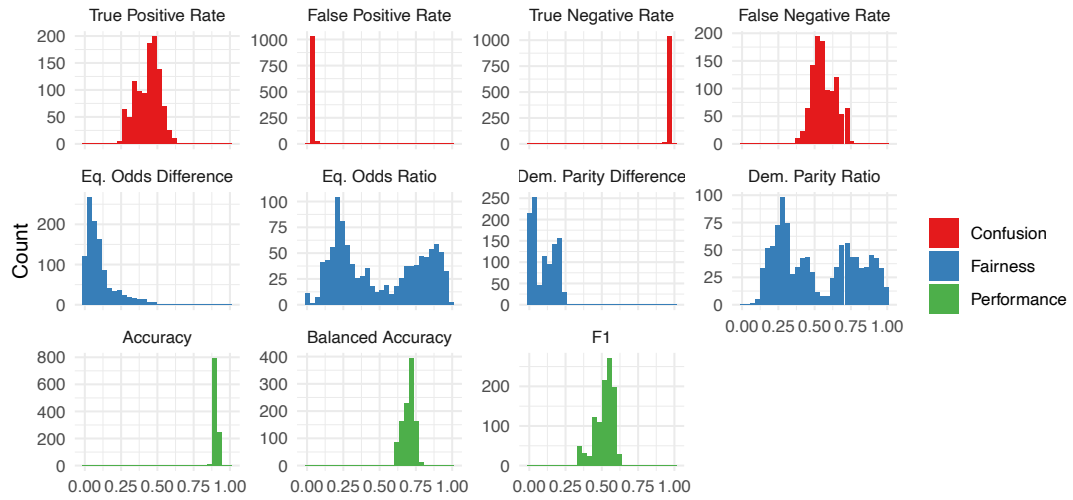 True Positive Rate
False Positive Rate
True Negative Rate
False Negative Rate
200
150
100
50
0
1000
750
500
250
0
1000
750
500
250
0
200
150
100
50
0
Eq. Odds Difference
Eq. Odds Ratio
Dem. Parity Difference
Dem. Parity Ratio
200
100
0
100
75
50
25
0
250
200
150
100
50
0
100
75
50
25
0
0.00 0.25 0.50 0.75 1.00
Count
Confusion
Fairness
Performance
Accuracy
Balanced Accuracy
F1
800
600
400
200
0
400
300
200
100
0
200
100
0
0.00 0.25 0.50 0.75 1.00
0.00 0.25 0.50 0.75 1.00
0.00 0.25 0.50 0.75 1.00